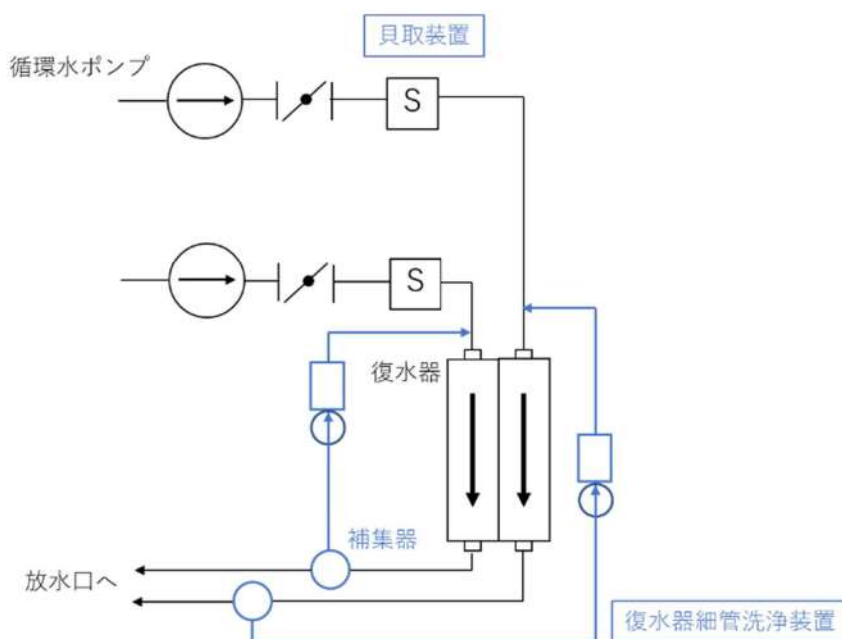 貝取装置
循環水ポンプ
S
S
復水器
補集器
放水口へ
復水器細管洗浄装置